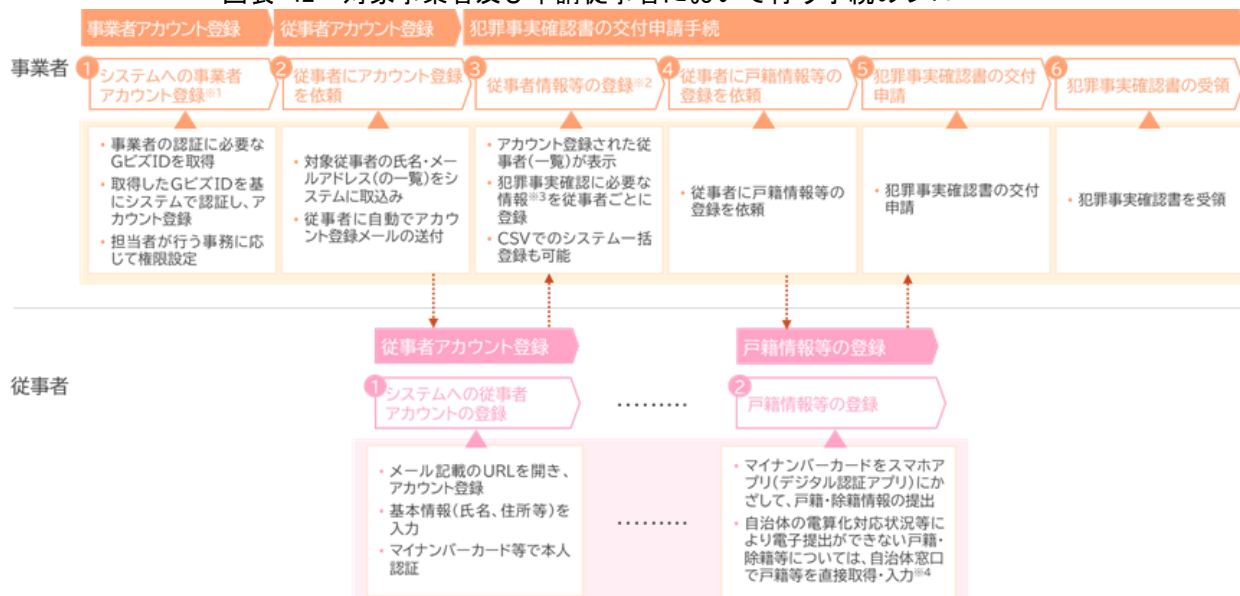 事業者アカウント登録
従事者アカウント登録
犯罪事実確認書の交付申請手続
事業者
1
システムへの事業者
アカウント登録※1
2
従事者にアカウント登録
を依頼
3
従事者情報等の登録※2
4
従事者に戸籍情報等の
登録を依頼
5
犯罪事実確認書の交付
申請
6
犯罪事実確認書の受領
・事業者の認証に必要な
GビズIDを取得
・取得したGビズIDを基
にシステムで認証し、ア
カウント登録
・担当者が行う事務に応
じて権限設定
・対象従事者の氏名・メー
ルアドレス(の一覧)をシ
ステムに取込み
・従事者に自動でアカウ
ント登録メールの送付
・アカウント登録された従
事者(一覧)が表示
・犯罪事実確認に必要な
情報※3を従事者ごとに
登録
・CSVでのシステム一括
登録も可能
・従事者に戸籍情報等の
登録を依頼
・犯罪事実確認書の交付
申請
・犯罪事実確認書を受領
従事者アカウント登録
戸籍情報等の登録
従事者
1
システムへの従事者
アカウントの登録
………
2
戸籍情報等の登録
・メール記載のURLを開き、
アカウント登録
・基本情報(氏名、住所等)を
入力
・マイナンバーカード等で本人
認証
………
・マイナンバーカードをスマホア
プリ(デジタル認証アプリ)にか
ざして、戸籍・除籍情報の提出
・自治体の電算化対応状況等に
より電子提出ができない戸籍・
除籍等については、自治体窓口
で戸籍等を直接取得・入力※4